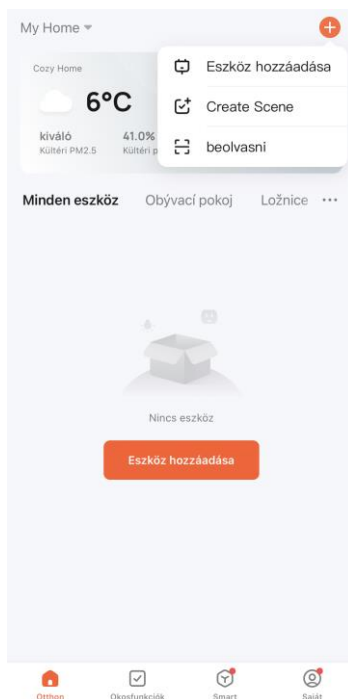 My Home
Cozy Home
6°C
kiváló
41.0%
Kültéri PM2.5
Kültéri p
Eszköz hozzáadása
Create Scene
beolvasni
Minden eszköz
Obývací pokoj
Ložnice
Nincs eszköz
Eszköz hozzáadása
Otthon
Okosfunkciók
Smart
Saját